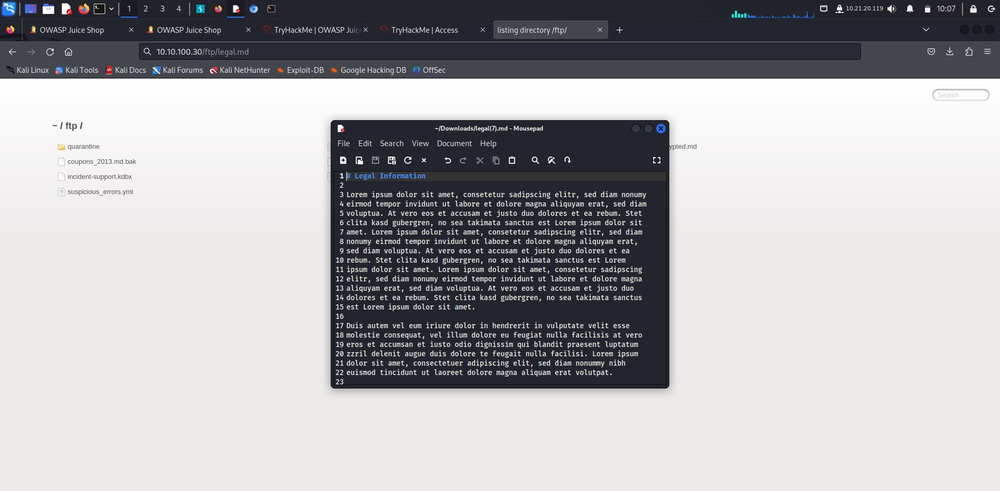 1 2 3 4 10.21.20.119 10:07
OWASP Juice Shop OWASP Juice Shop TryHackMe | OWASP Juic TryHackMe | Access listing directory /ftp/
10.10.100.30/ftp/legal.md
Kali Linux Kali Tools Kali Docs Kali Forums Kali NetHunter Exploit-DB Google Hacking DB OffSec
Search
~ / ftp /
quarantine
coupons_2013.md.bak
incident-support.kdbx
suspicious_errors.yml
ypted.md
~/Downloads/legal(7).md - Mousepad
File Edit Search View Document Help
1 # Legal Information
2
3 Lorem ipsum dolor sit amet, consetetur sadipscing elitr, sed diam nonumy
4 eirmod tempor invidunt ut labore et dolore magna aliquyam erat, sed diam
5 voluptua. At vero eos et accusam et justo duo dolores et ea rebum. Stet
6 clita kasd gubergren, no sea takimata sanctus est Lorem ipsum dolor sit
7 amet. Lorem ipsum dolor sit amet, consetetur sadipscing elitr, sed diam
8 nonumy eirmod tempor invidunt ut labore et dolore magna aliquyam erat,
9 sed diam voluptua. At vero eos et accusam et justo duo dolores et ea
10 rebum. Stet clita kasd gubergren, no sea takimata sanctus est Lorem
11 ipsum dolor sit amet. Lorem ipsum dolor sit amet, consetetur sadipscing
12 elitr, sed diam nonumy eirmod tempor invidunt ut labore et dolore magna
13 aliquyam erat, sed diam voluptua. At vero eos et accusam et justo duo
14 dolores et ea rebum. Stet clita kasd gubergren, no sea takimata sanctus
15 est Lorem ipsum dolor sit amet.
16
17 Duis autem vel eum iriure dolor in hendrerit in vulputate velit esse
18 molestie consequat, vel illum dolore eu feugiat nulla facilisis at vero
19 eros et accumsan et iusto odio dignissim qui blandit praesent luptatum
20 zzril delenit augue duis dolore te feugait nulla facilisi. Lorem ipsum
21 dolor sit amet, consectetuer adipiscing elit, sed diam nonummy nibh
22 euismod tincidunt ut laoreet dolore magna aliquam erat volutpat.
23